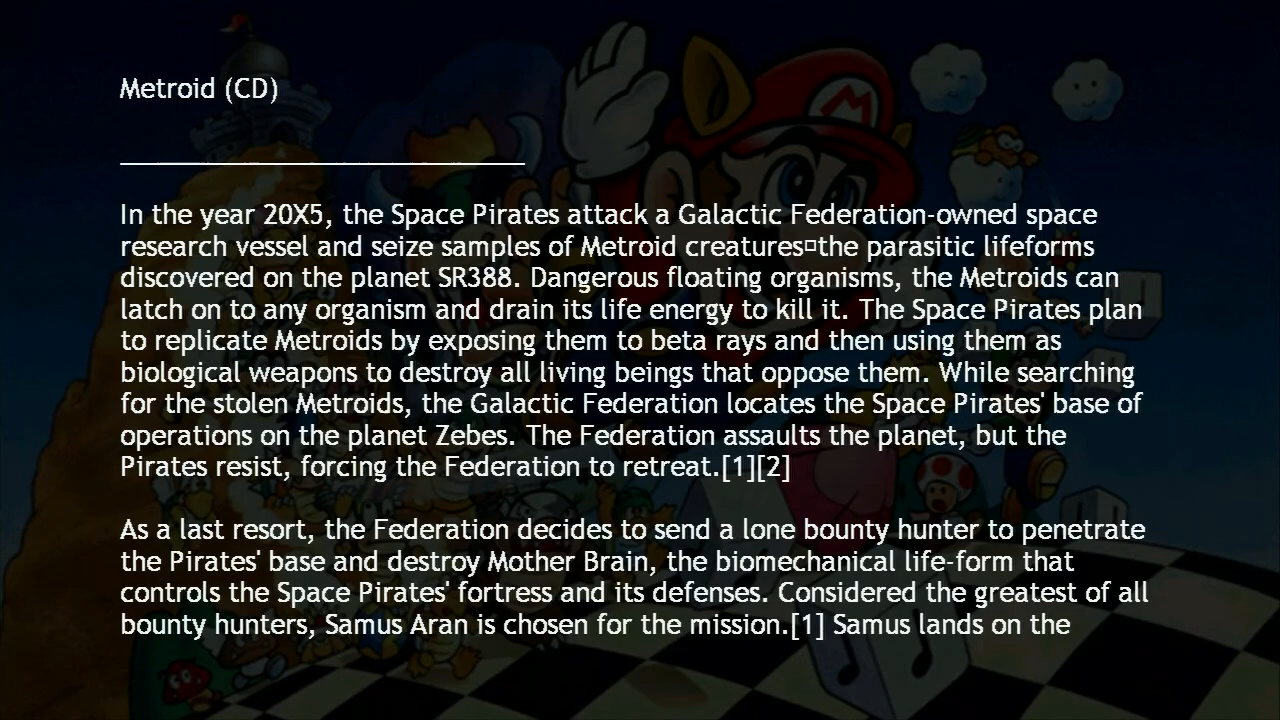 Metroid (CD)
In the year 20X5, the Space Pirates attack a Galactic Federation-owned space
research vessel and seize samples of Metroid creatures▯the parasitic lifeforms
discovered on the planet SR388. Dangerous floating organisms, the Metroids can
latch on to any organism and drain its life energy to kill it. The Space Pirates plan
to replicate Metroids by exposing them to beta rays and then using them as
biological weapons to destroy all living beings that oppose them. While searching
for the stolen Metroids, the Galactic Federation locates the Space Pirates' base of
operations on the planet Zebes. The Federation assaults the planet, but the
Pirates resist, forcing the Federation to retreat.[1][2]
As a last resort, the Federation decides to send a lone bounty hunter to penetrate
the Pirates' base and destroy Mother Brain, the biomechanical life-form that
controls the Space Pirates' fortress and its defenses. Considered the greatest of all
bounty hunters, Samus Aran is chosen for the mission.[1] Samus lands on the